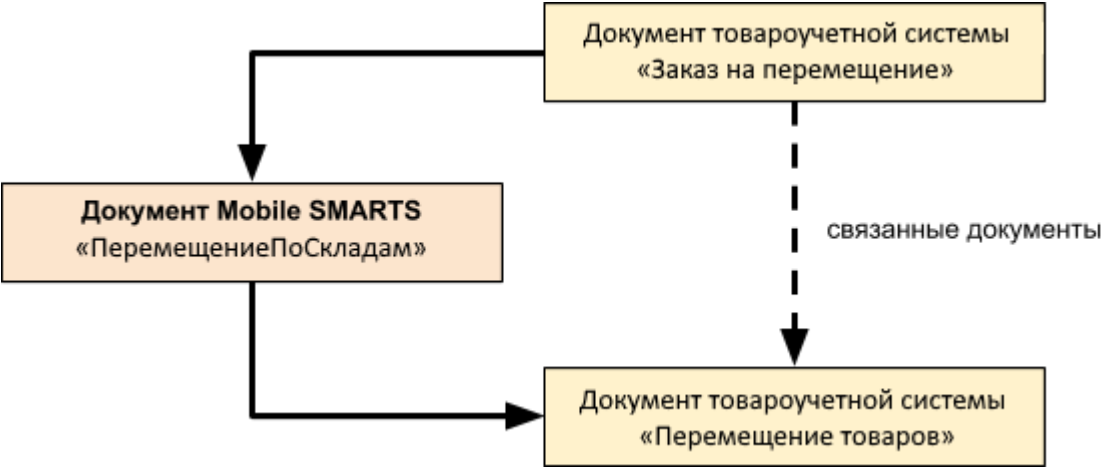 Документ товароучетной системы
«Заказ на перемещение»
Документ Mobile SMARTS
«ПеремещениеПоСкладам»
связанные документы
Документ товароучетной системы
«Перемещение товаров»